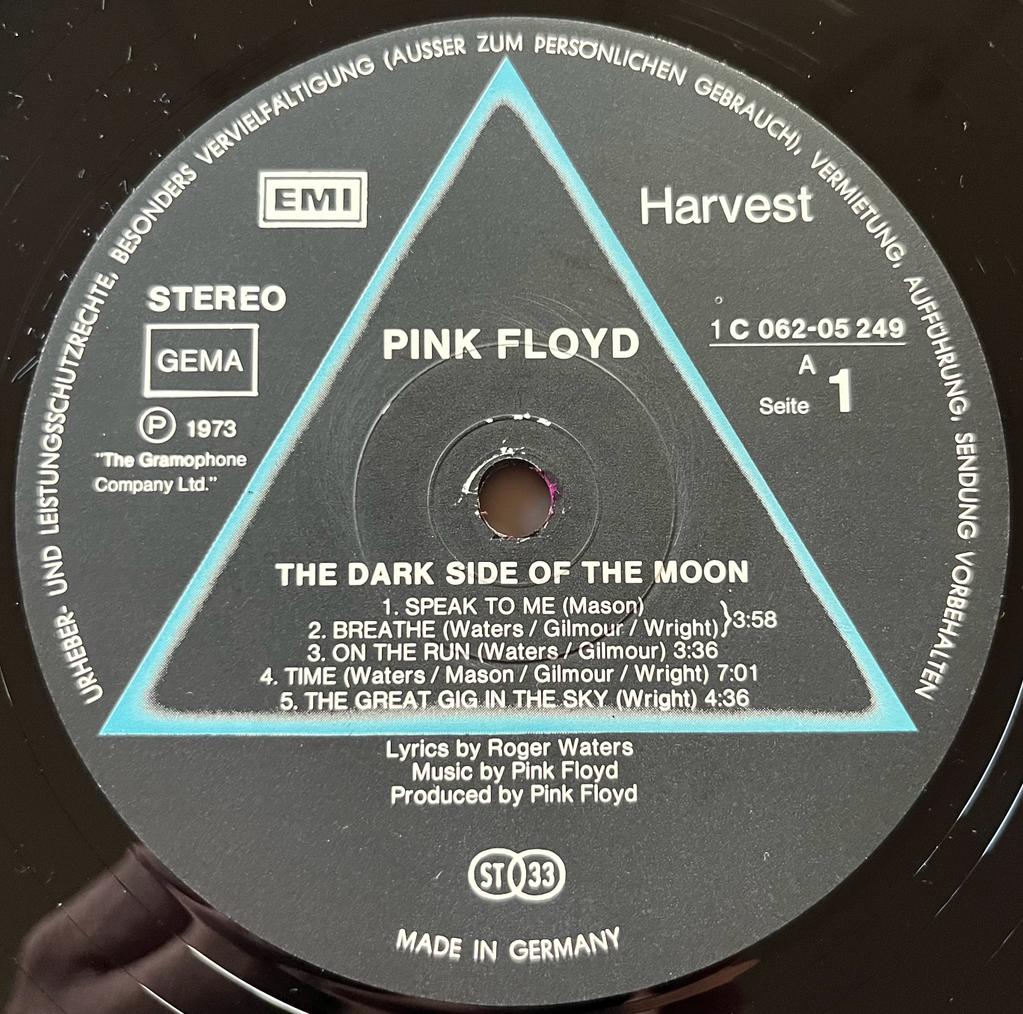 URHEBER- UND LEISTUNGSSCHUTZRECHTE, BESONDERS VERVIELFÄLTIGUNG (AUSSER ZUM PERSÖNLICHEN GEBRAUCH), VERMIETUNG, AUFFÜHRUNG, SENDUNG VORBEHALTEN
EMI
Harvest
STEREO
GEMA
Ⓟ 1973
"The Gramophone
Company Ltd."
PINK FLOYD
1 C 062-05 249
A
Seite 1
THE DARK SIDE OF THE MOON
1. SPEAK TO ME (Mason)
2. BREATHE (Waters / Gilmour / Wright) }3:58
3. ON THE RUN (Waters / Gilmour) 3:36
4. TIME (Waters / Mason / Gilmour / Wright) 7:01
5. THE GREAT GIG IN THE SKY (Wright) 4:36
Lyrics by Roger Waters
Music by Pink Floyd
Produced by Pink Floyd
ST 33
MADE IN GERMANY